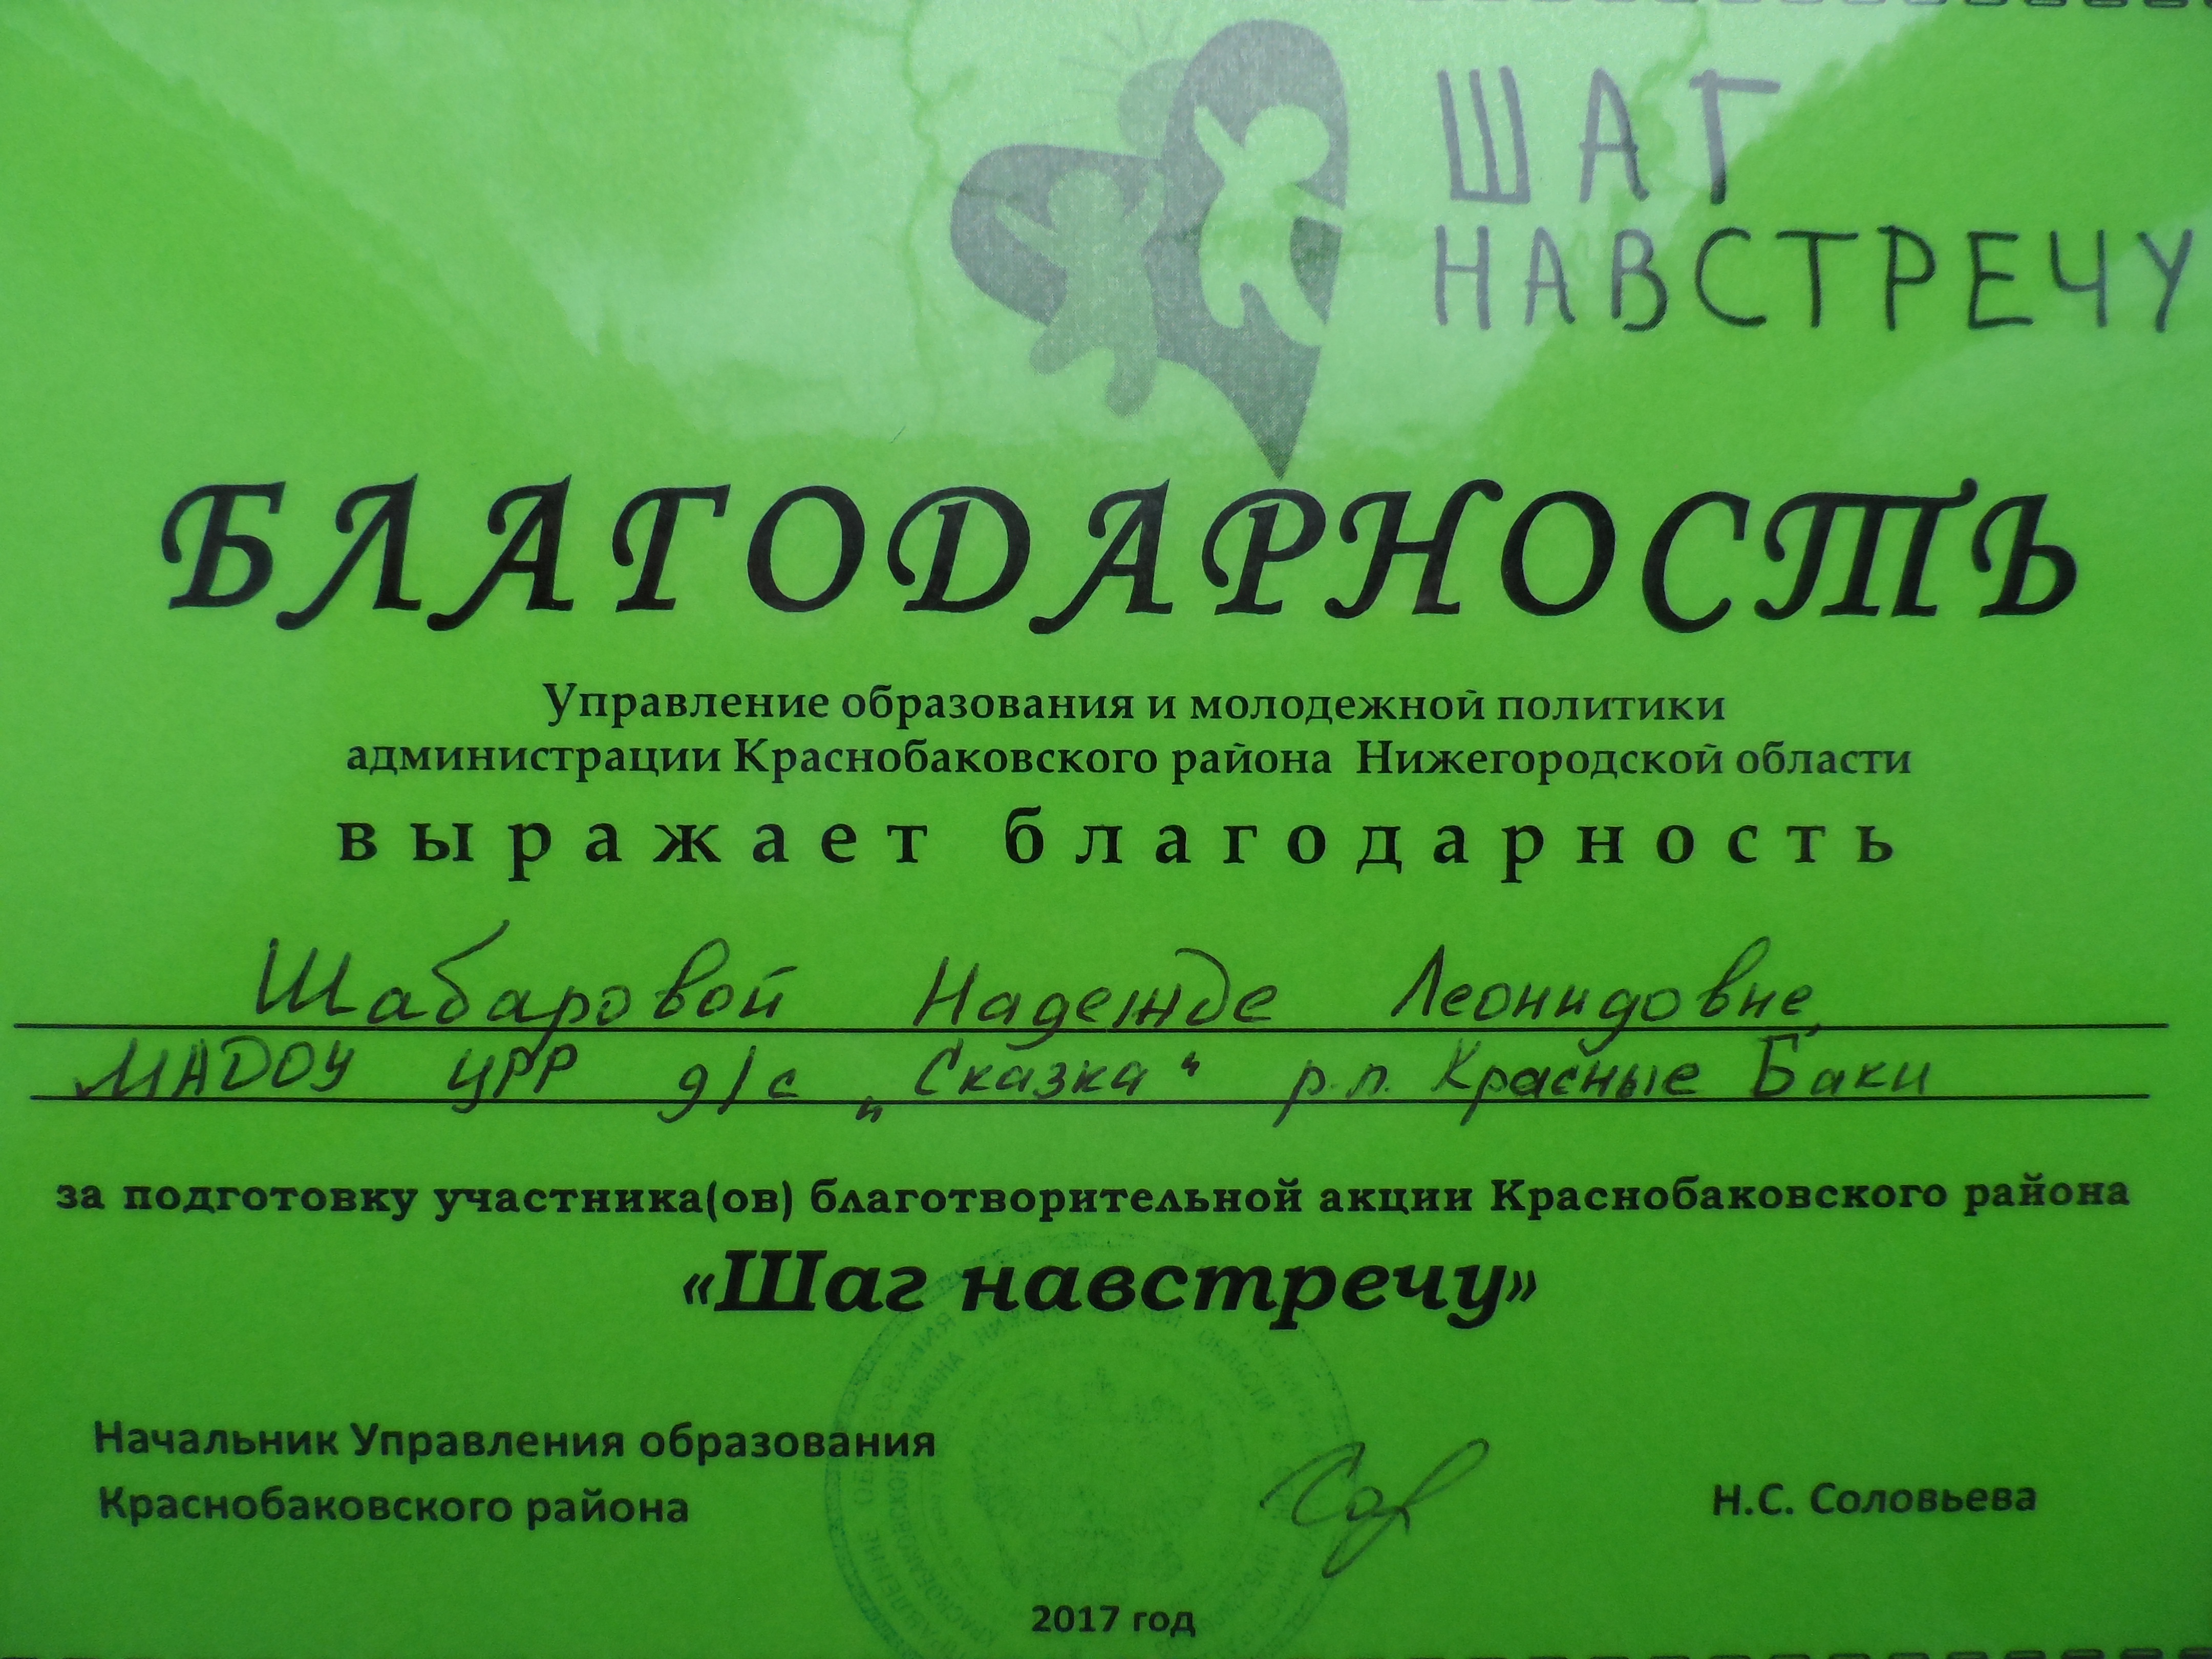 ШАГ
НАВСТРЕЧУ
БЛАГОДАРНОСТЬ
Управление образования и молодежной политики
администрации Краснобаковского района Нижегородской области
выражает благодарность
Шабаровой Надежде Леонидовне,
МАДОУ ЦРР д/с „Сказка“ р.п. Красные Баки
за подготовку участника(ов) благотворительной акции Краснобаковского района
«Шаг навстречу»
Начальник Управления образования
Краснобаковского района
Н.С. Соловьева
2017 год